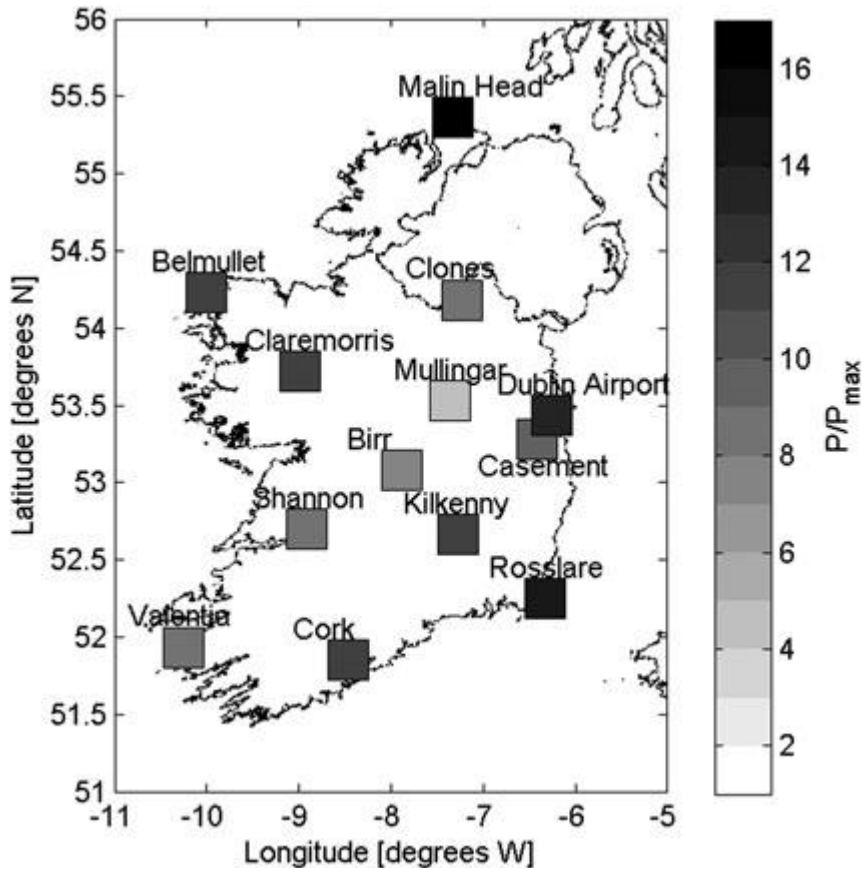 56
55.5
55
54.5
54
53.5
53
52.5
52
51.5
51
Latitude [degrees N]
Malin Head
Belmullet
Clones
Claremorris
Mullingar
Dublin Airport
Birr
Casement
Shannon
Kilkenny
Rosslare
Valentia
Cork
-11
-10
-9
-8
-7
-6
-5
Longitude [degrees W]
16
14
12
10
8
6
4
2
P/Pmax